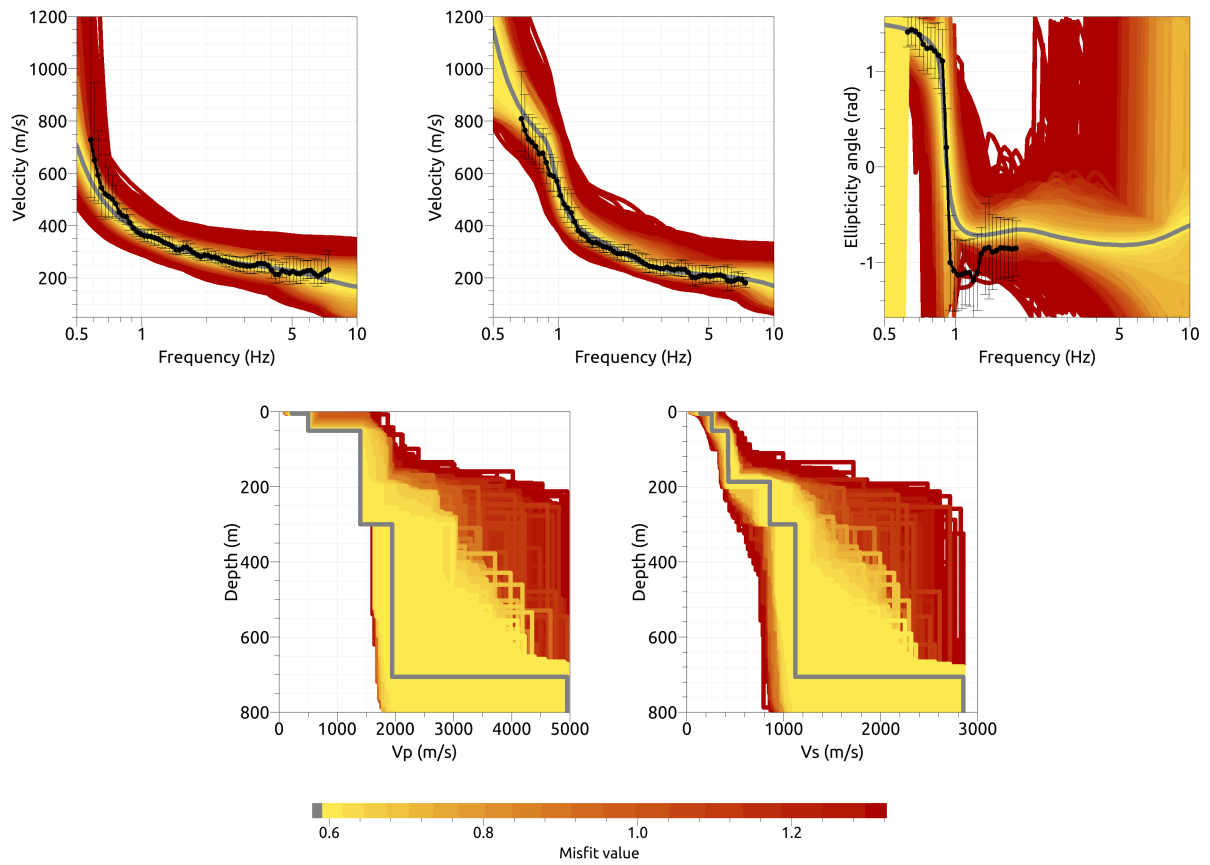 1200
1000
800
600
400
200
Velocity (m/s)
0.5 1 5 10
Frequency (Hz)
1200
1000
800
600
400
200
Velocity (m/s)
0.5 1 5 10
Frequency (Hz)
1
0
-1
Ellipticity angle (rad)
0.5 1 5 10
Frequency (Hz)
0
200
400
600
800
Depth (m)
0 1000 2000 3000 4000 5000
Vp (m/s)
0
200
400
600
800
Depth (m)
0 1000 2000 3000
Vs (m/s)
0.6 0.8 1.0 1.2
Misfit value